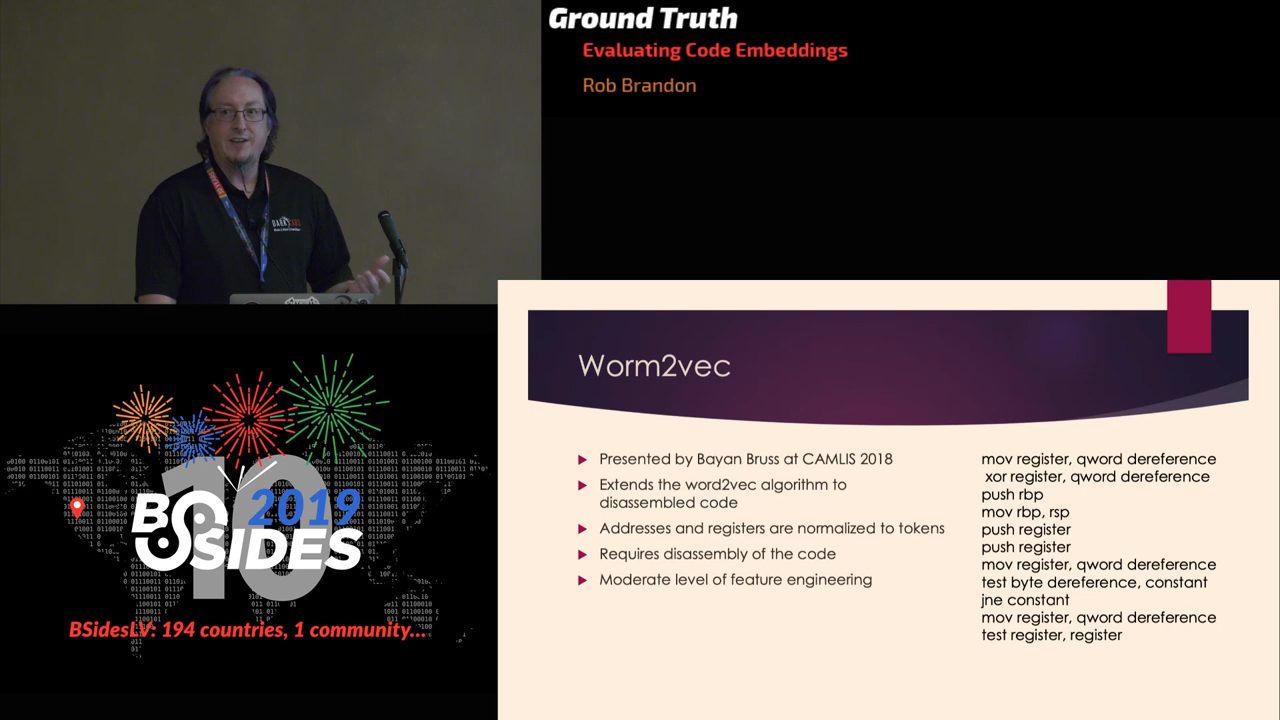 Ground Truth
Evaluating Code Embeddings
Rob Brandon
DARK LABS
Worm2vec
Presented by Bayan Bruss at CAMLIS 2018
Extends the word2vec algorithm to
disassembled code
Addresses and registers are normalized to tokens
Requires disassembly of the code
Moderate level of feature engineering
mov register, qword dereference
xor register, qword dereference
push rbp
mov rbp, rsp
push register
push register
mov register, qword dereference
test byte dereference, constant
jne constant
mov register, qword dereference
test register, register
10
2019
BSIDES
BSidesLV: 194 countries, 1 community...